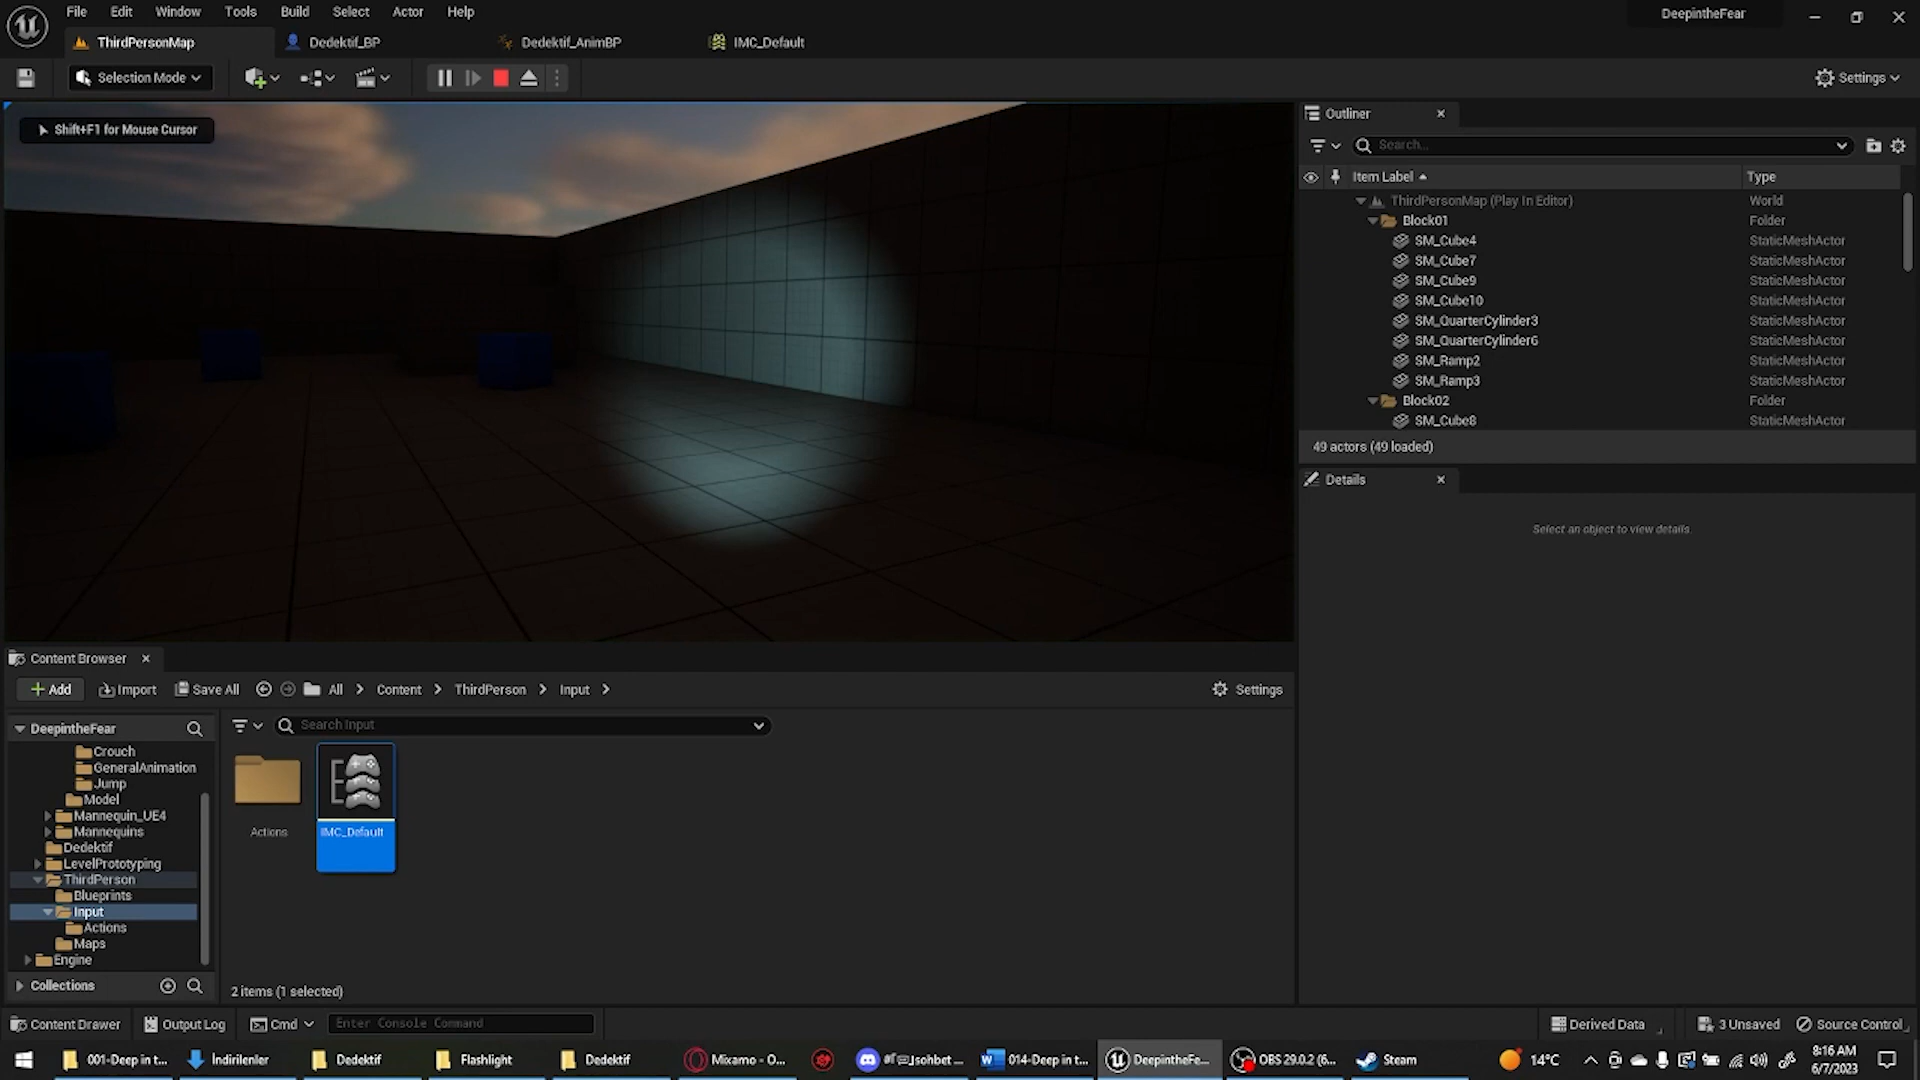 File Edit Window Tools Build Select Actor Help
DeepintheFear
ThirdPersonMap
Dedektif_BP
Dedektif_AnimBP
IMC_Default
Selection Mode
Settings
Shift+F1 for Mouse Cursor
Outliner
Search...
Item Label
Type
ThirdPersonMap (Play In Editor) World
Block01 Folder
SM_Cube4 StaticMeshActor
SM_Cube7 StaticMeshActor
SM_Cube9 StaticMeshActor
SM_Cube10 StaticMeshActor
SM_QuarterCylinder3 StaticMeshActor
SM_QuarterCylinder6 StaticMeshActor
SM_Ramp2 StaticMeshActor
SM_Ramp3 StaticMeshActor
Block02 Folder
SM_Cube8 StaticMeshActor
49 actors (49 loaded)
Details
Select an object to view details.
Content Browser
Add Import Save All All Content ThirdPerson Input
Settings
DeepintheFear
Search Input
Crouch
GeneralAnimation
Jump
Model
Mannequin_UE4
Mannequins
Dedektif
LevelPrototyping
ThirdPerson
Blueprints
Input
Actions
Maps
Engine
Collections
Actions
IMC_Default
2 items (1 selected)
Content Drawer Output Log Cmd Enter Console Command
Derived Data 3 Unsaved Source Control
001-Deep in t... İndirilenler Dedektif Flashlight Dedektif Mixamo - O... sohbet ... 014-Deep in t... DeepintheFe... OBS 29.0.2 (6... Steam
14°C
8:16 AM
6/7/2023